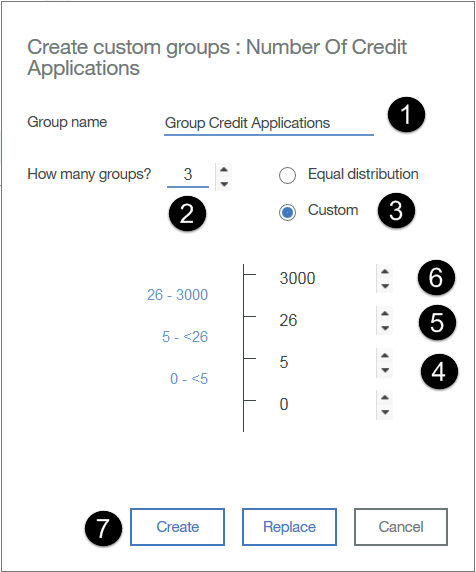 Create custom groups : Number Of Credit
Applications
Group name Group Credit Applications 1
How many groups? 3 Equal distribution
2 Custom 3
3000 6
26 - 3000
26 5
5 - <26
5 4
0 - <5
0
7 Create Replace Cancel